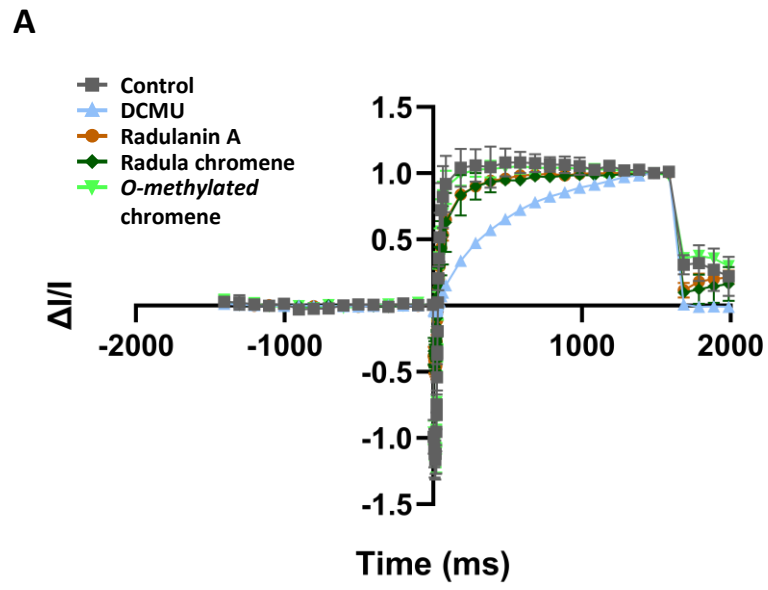 A
Control
DCMU
Radulanin A
Radula chromene
O-methylated
chromene
1.5
1.0
0.5
-2000
-1000
1000
2000
-0.5
-1.0
-1.5
ΔI/I
Time (ms)